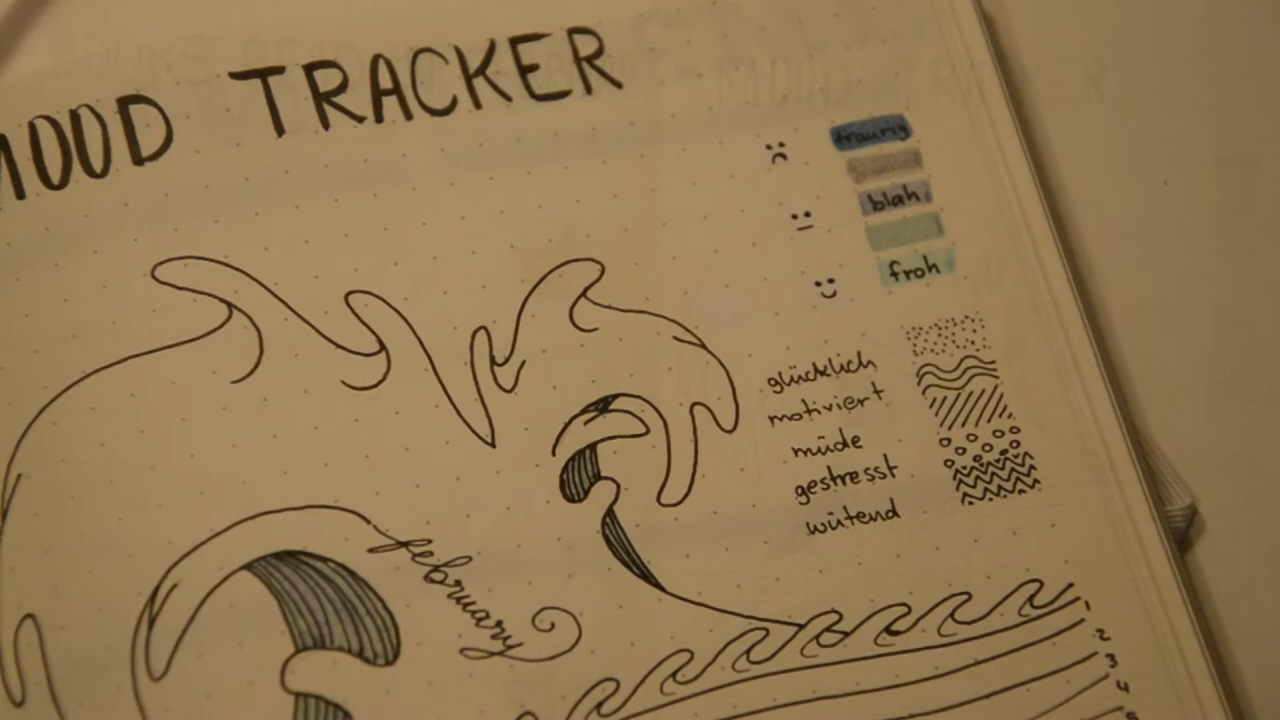 MOOD TRACKER
traurig
blah
froh
glücklich
motiviert
müde
gestresst
wütend
february
1
2
3
4